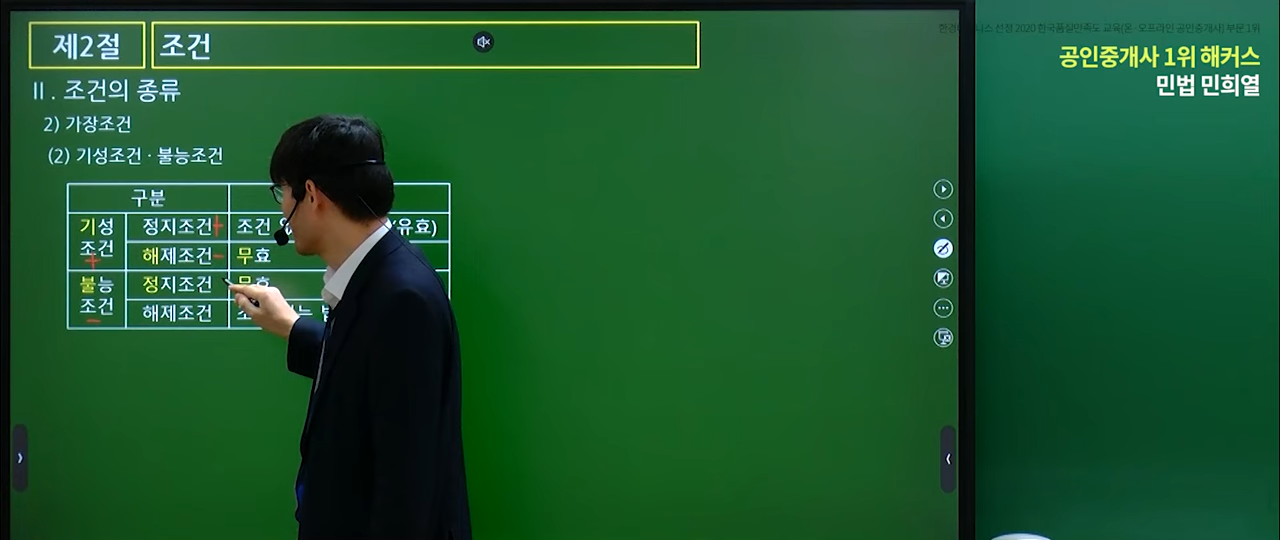 제2절 조건
공인중개사 1위 해커스
민법 민희열
Ⅱ. 조건의 종류
2) 가장조건
(2) 기성조건 · 불능조건
구분
기성조건 + 정지조건 + 조건 (유효)
해제조건 - 무효
불능조건 - 정지조건 무효
해제조건